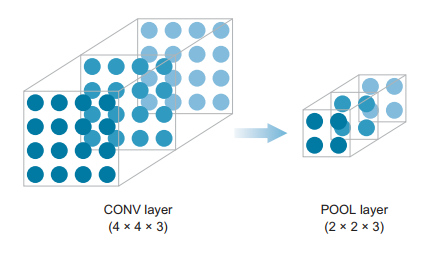 CONV layer
(4 × 4 × 3)
POOL layer
(2 × 2 × 3)